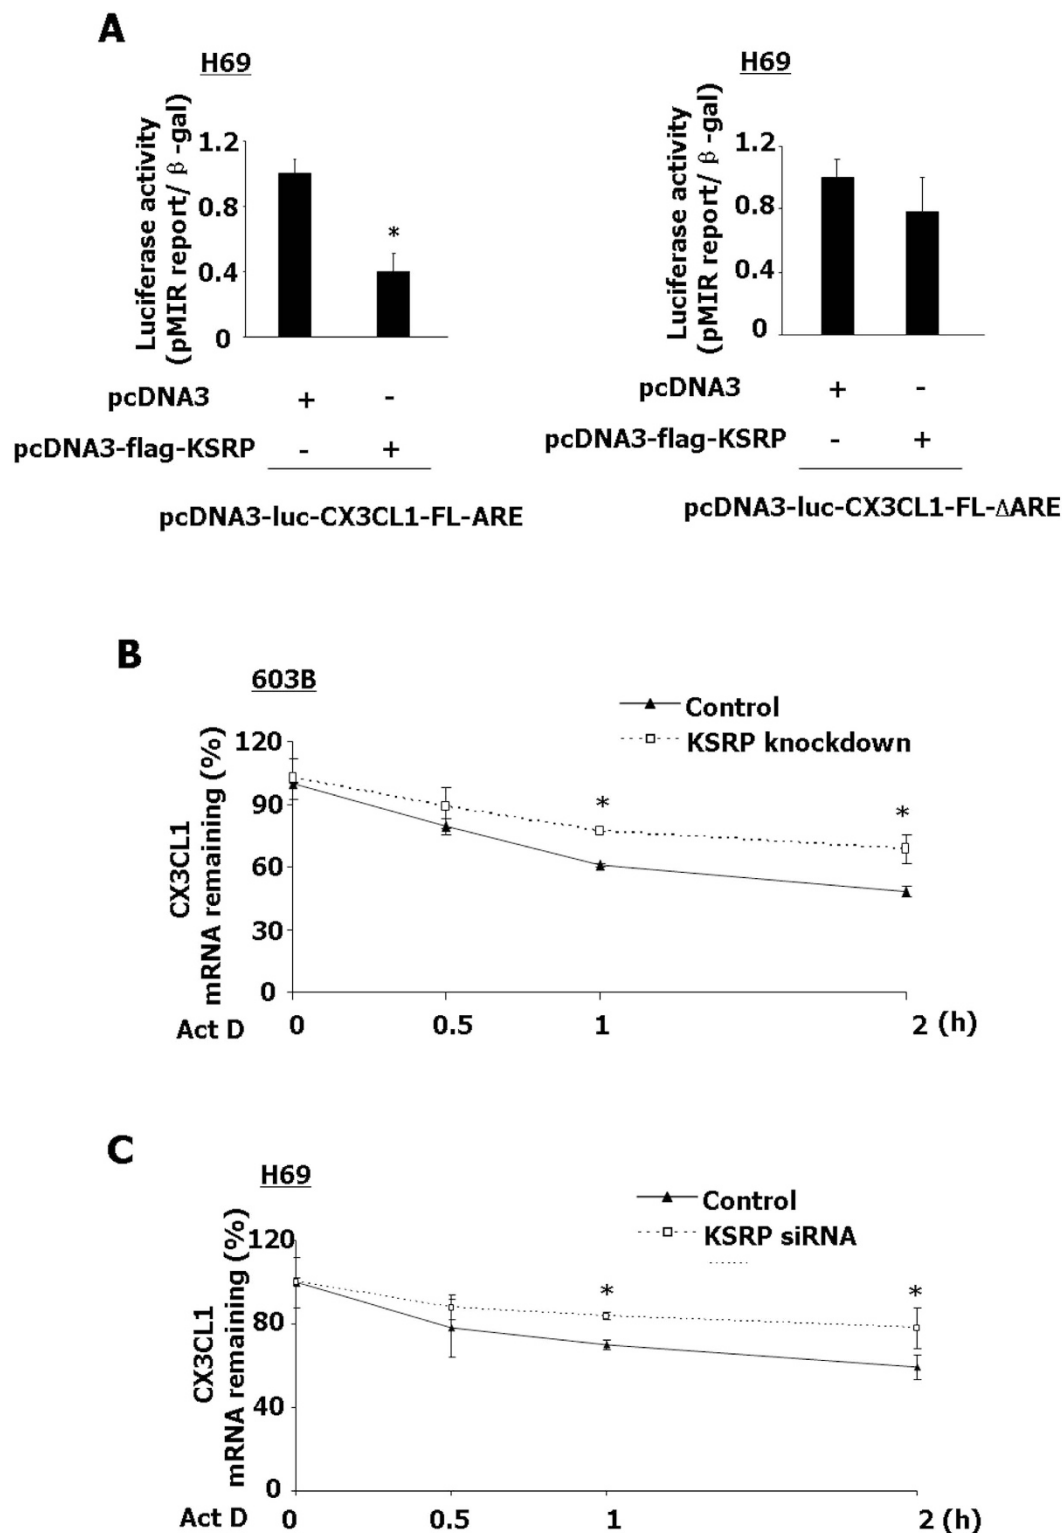 A
H69
Luciferase activity
(pMIR report/ β -gal)
1.2
0.8
0.4
0
*
pcDNA3 + -
pcDNA3-flag-KSRP - +
pcDNA3-luc-CX3CL1-FL-ARE
H69
Luciferase activity
(pMIR report/ β -gal)
1.2
0.8
0.4
0
pcDNA3 + -
pcDNA3-flag-KSRP - +
pcDNA3-luc-CX3CL1-FL-ΔARE
B
603B
Control
KSRP knockdown
CX3CL1
mRNA remaining (%)
120
90
60
30
0
* *
Act D 0 0.5 1 2 (h)
C
H69
Control
KSRP siRNA
CX3CL1
mRNA remaining (%)
120
80
40
0
* *
Act D 0 0.5 1 2 (h)